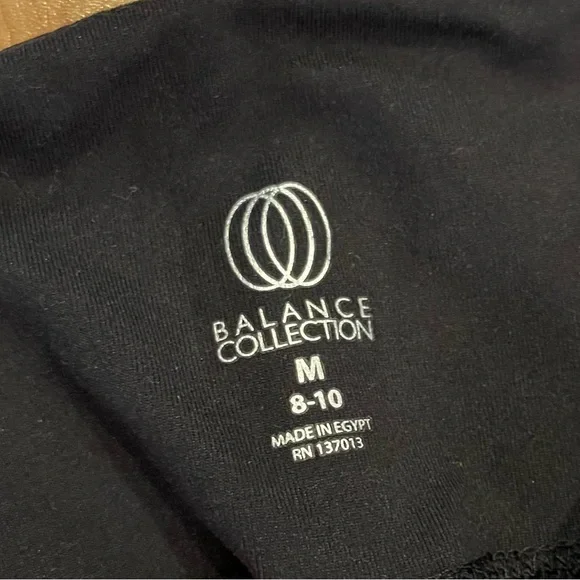 BALANCE
COLLECTION
M
8-10
MADE IN EGYPT
RN 137013